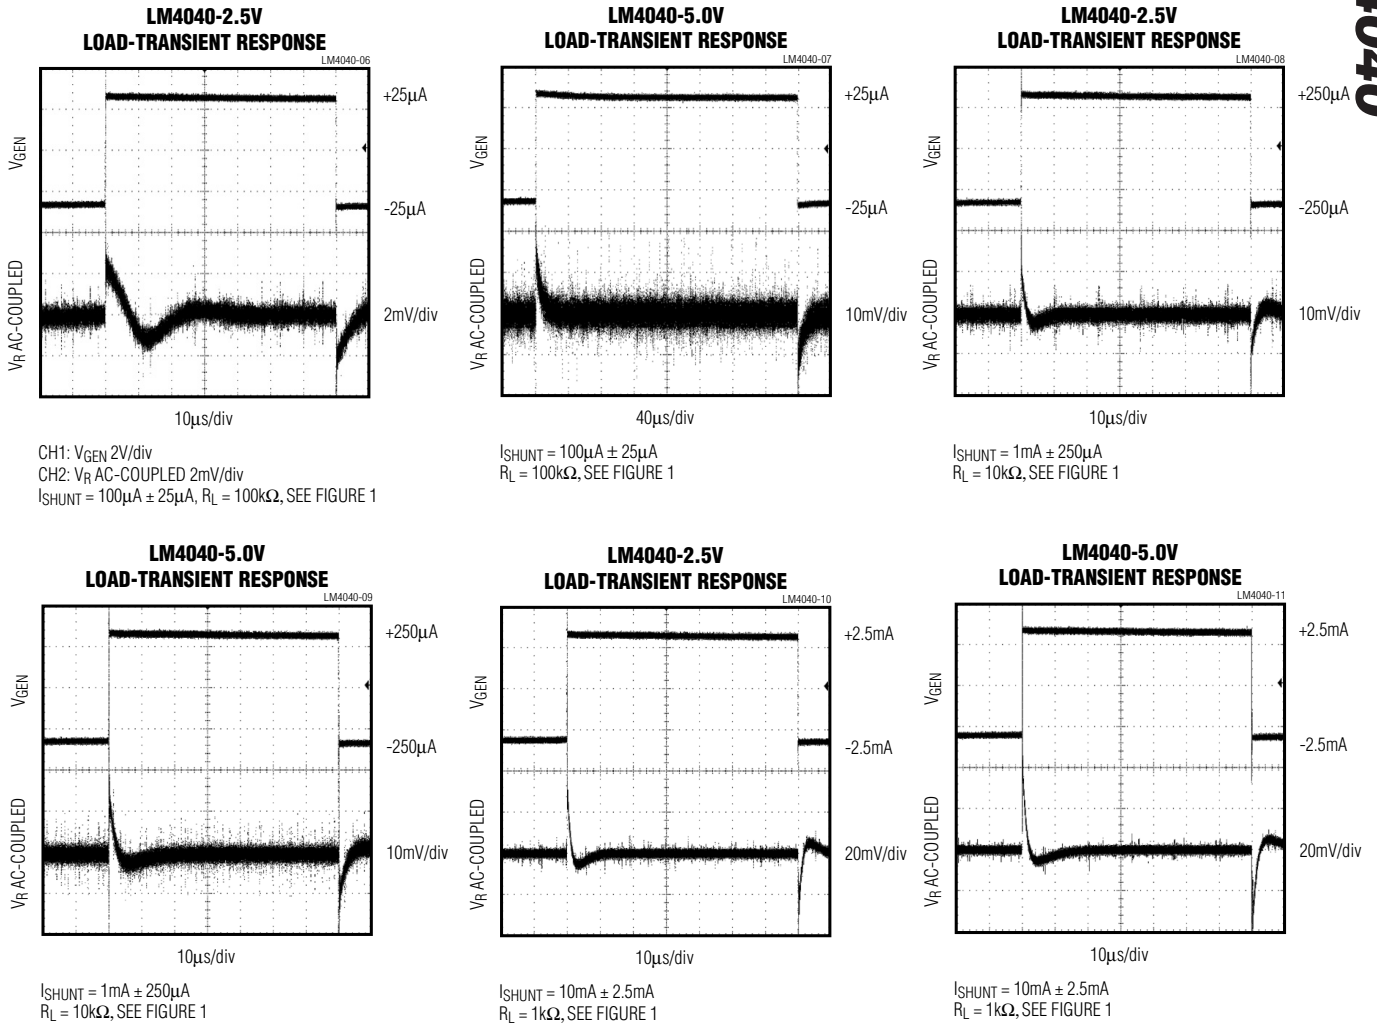 4040
LM4040-2.5V
LOAD-TRANSIENT RESPONSE
LM4040-06
VGEN
+25μA
-25μA
VR AC-COUPLED
2mV/div
10μs/div
CH1: VGEN 2V/div
CH2: VR AC-COUPLED 2mV/div
ISHUNT = 100μA ± 25μA, RL = 100kΩ, SEE FIGURE 1
LM4040-5.0V
LOAD-TRANSIENT RESPONSE
LM4040-07
VGEN
+25μA
-25μA
VR AC-COUPLED
10mV/div
40μs/div
ISHUNT = 100μA ± 25μA
RL = 100kΩ, SEE FIGURE 1
LM4040-2.5V
LOAD-TRANSIENT RESPONSE
LM4040-08
VGEN
+250μA
-250μA
VR AC-COUPLED
10mV/div
10μs/div
ISHUNT = 1mA ± 250μA
RL = 10kΩ, SEE FIGURE 1
LM4040-5.0V
LOAD-TRANSIENT RESPONSE
LM4040-09
VGEN
+250μA
-250μA
VR AC-COUPLED
10mV/div
10μs/div
ISHUNT = 1mA ± 250μA
RL = 10kΩ, SEE FIGURE 1
LM4040-2.5V
LOAD-TRANSIENT RESPONSE
LM4040-10
VGEN
+2.5mA
-2.5mA
VR AC-COUPLED
20mV/div
10μs/div
ISHUNT = 10mA ± 2.5mA
RL = 1kΩ, SEE FIGURE 1
LM4040-5.0V
LOAD-TRANSIENT RESPONSE
LM4040-11
VGEN
+2.5mA
-2.5mA
VR AC-COUPLED
20mV/div
10μs/div
ISHUNT = 10mA ± 2.5mA
RL = 1kΩ, SEE FIGURE 1